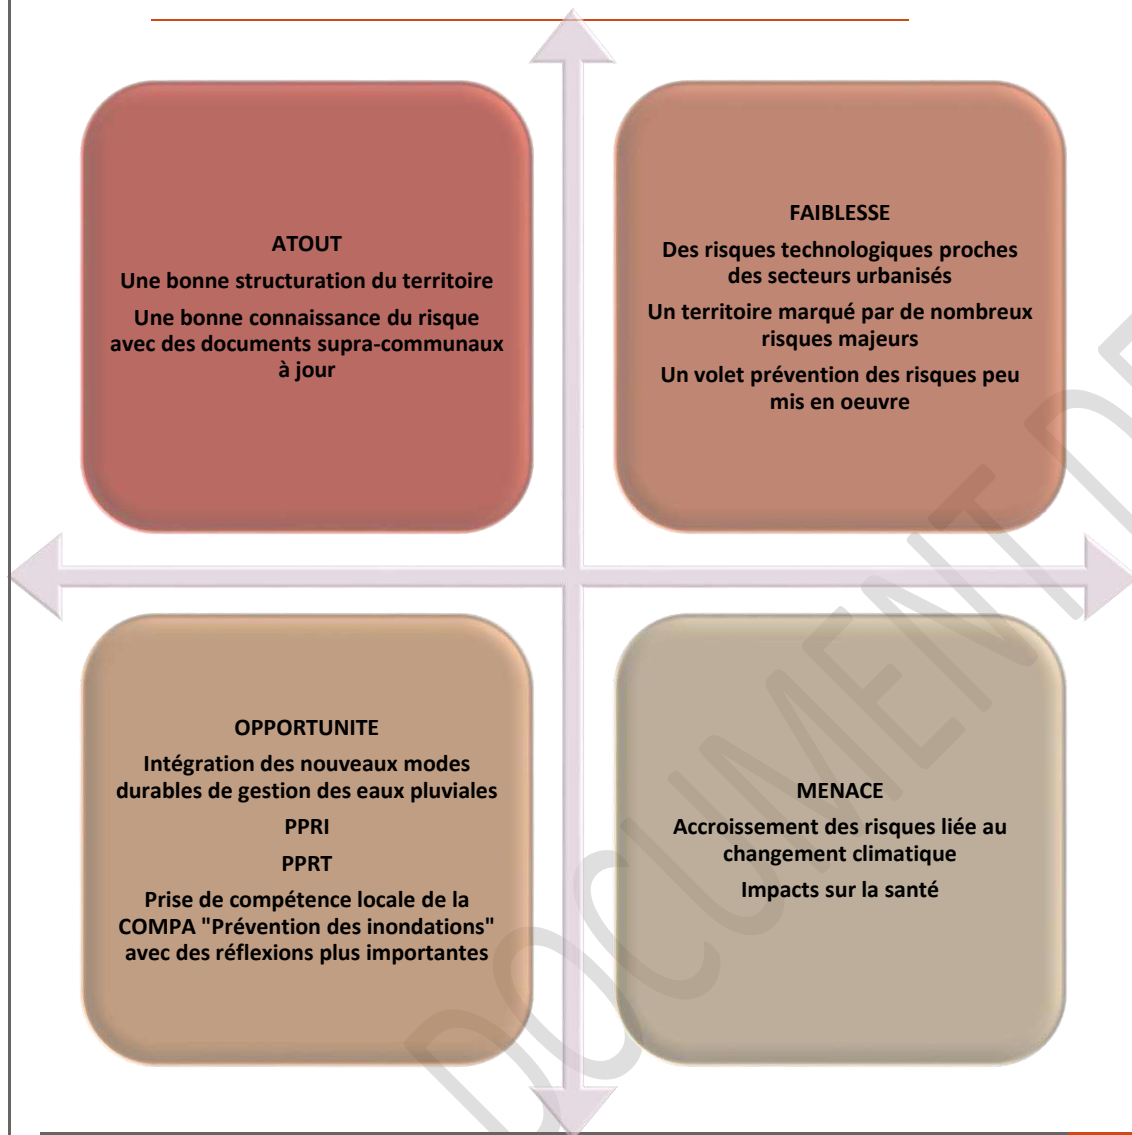 ATOUT
Une bonne structuration du territoire
Une bonne connaissance du risque
avec des documents supra-communaux
à jour
FAIBLESSE
Des risques technologiques proches
des secteurs urbanisés
Un territoire marqué par de nombreux
risques majeurs
Un volet prévention des risques peu
mis en oeuvre
OPPORTUNITE
Intégration des nouveaux modes
durables de gestion des eaux pluviales
PPRI
PPRT
Prise de compétence locale de la
COMPA "Prévention des inondations"
avec des réflexions plus importantes
MENACE
Accroissement des risques liée au
changement climatique
Impacts sur la santé
DOCUMENT